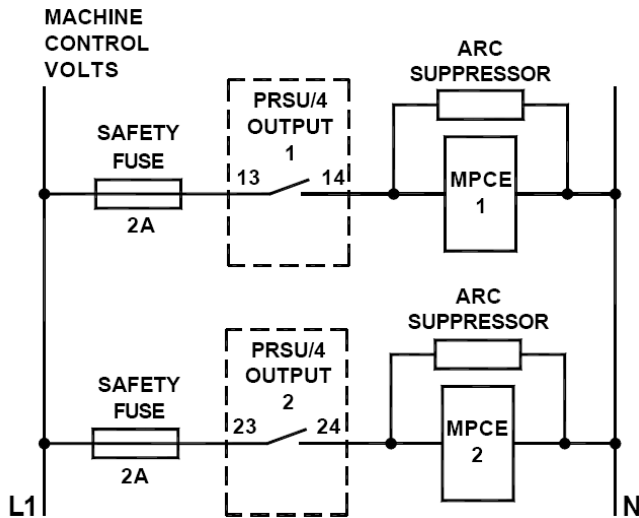 MACHINE
CONTROL
VOLTS
ARC
SUPPRESSOR
PRSU/4
OUTPUT
1
SAFETY
FUSE
13
14
MPCE
1
2A
ARC
SUPPRESSOR
PRSU/4
OUTPUT
2
SAFETY
FUSE
23
24
MPCE
2
2A
L1
N